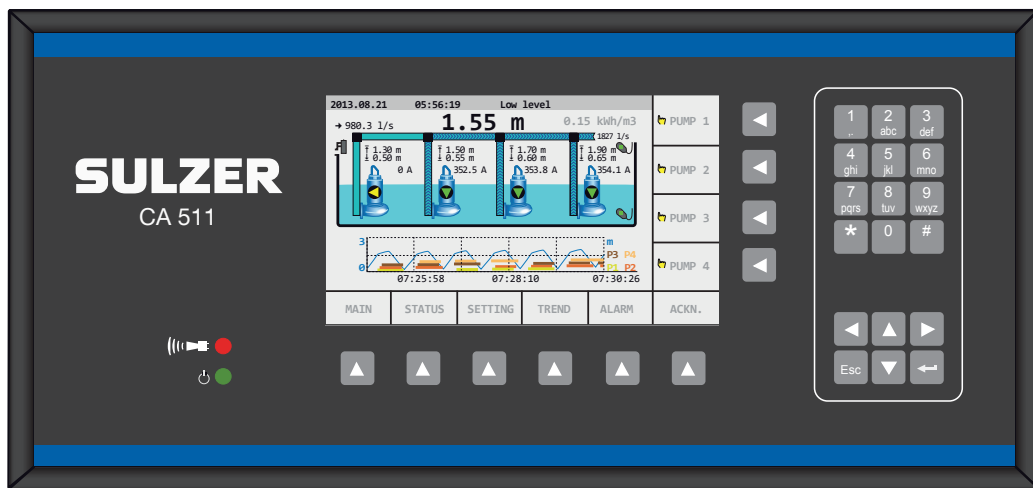 SULZER
CA 511
2013.08.21 05:56:19 Low level
980.3 l/s 1.55 m 0.15 kWh/m3
1827 l/s
1.30 m 1.50 m 1.70 m 1.90 m
0.50 m 0.55 m 0.60 m 0.65 m
0 A 352.5 A 353.8 A 354.1 A
3 m
P3 P4
0 P1 P2
07:25:58 07:28:10 07:30:26
PUMP 1
PUMP 2
PUMP 3
PUMP 4
MAIN STATUS SETTING TREND ALARM ACKN.
1 2 3
,. abc def
4 5 6
ghi jkl mno
7 8 9
pqrs tuv wxyz
* 0 #
Esc